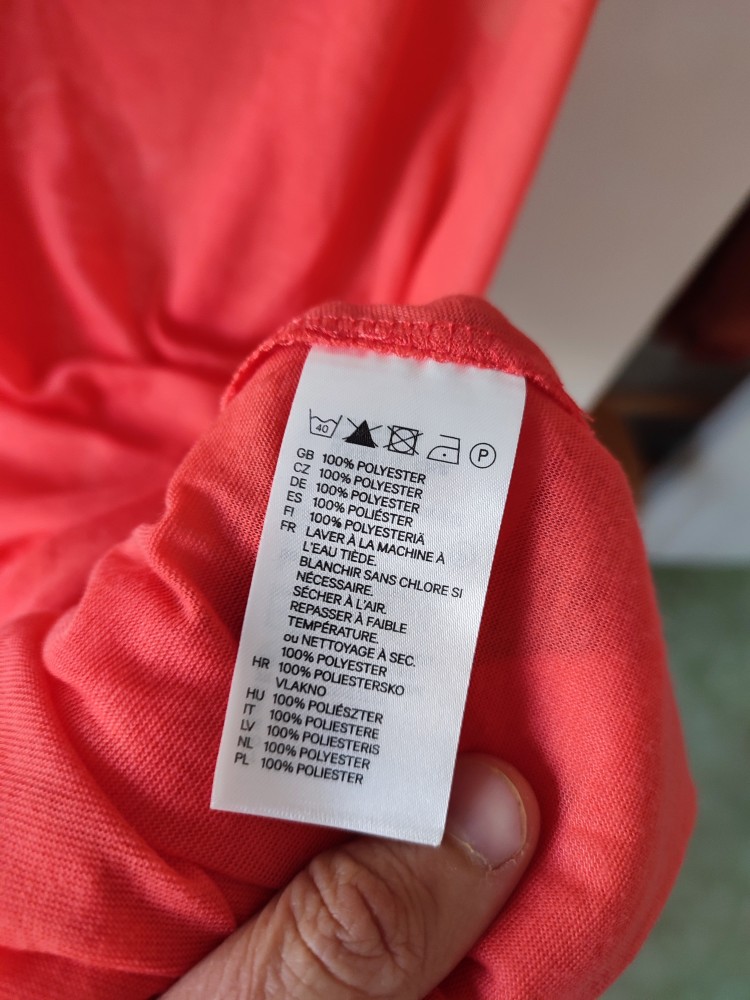 40 P
GB 100% POLYESTER
CZ 100% POLYESTER
DE 100% POLYESTER
ES 100% POLIÉSTER
FI 100% POLYESTERIÄ
FR LAVER À LA MACHINE À
L'EAU TIÈDE.
BLANCHIR SANS CHLORE SI
NÉCESSAIRE.
SÉCHER À L'AIR.
REPASSER À FAIBLE
TEMPÉRATURE.
ou NETTOYAGE À SEC.
100% POLYESTER
HR 100% POLIESTERSKO
VLAKNO
HU 100% POLIÉSZTER
IT 100% POLIESTERE
LV 100% POLIESTERIS
NL 100% POLYESTER
PL 100% POLIESTER